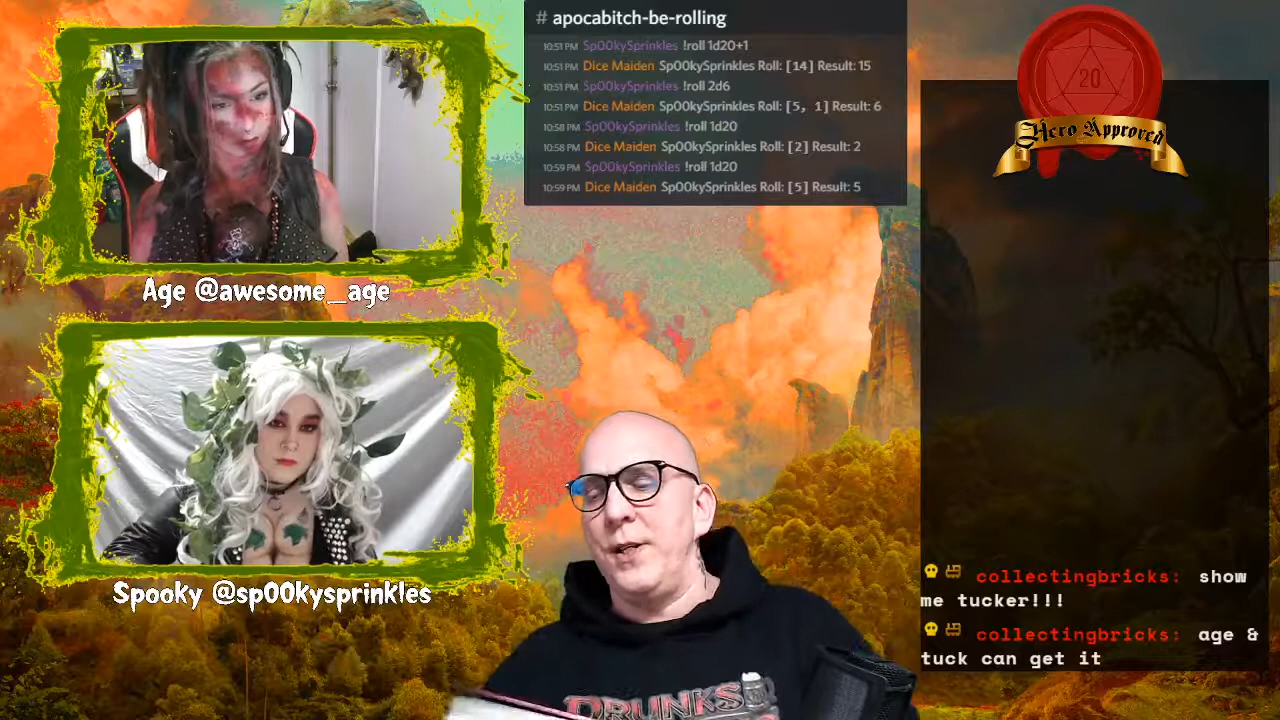 # apocabitch-be-rolling
10:51 PM Sp00kySprinkles !roll 1d20+1
10:51 PM Dice Maiden Sp00kySprinkles Roll: [14] Result: 15
10:51 PM Sp00kySprinkles !roll 2d6
10:51 PM Dice Maiden Sp00kySprinkles Roll: [5, 1] Result: 6
10:58 PM Sp00kySprinkles !roll 1d20
10:58 PM Dice Maiden Sp00kySprinkles Roll: [2] Result: 2
10:59 PM Sp00kySprinkles !roll 1d20
10:59 PM Dice Maiden Sp00kySprinkles Roll: [5] Result: 5
20
Hero Approved
Age @awesome_age
Spooky @sp00kysprinkles
DRUNKS
collectingbricks: show
me tucker!!!
collectingbricks: age &
tuck can get it